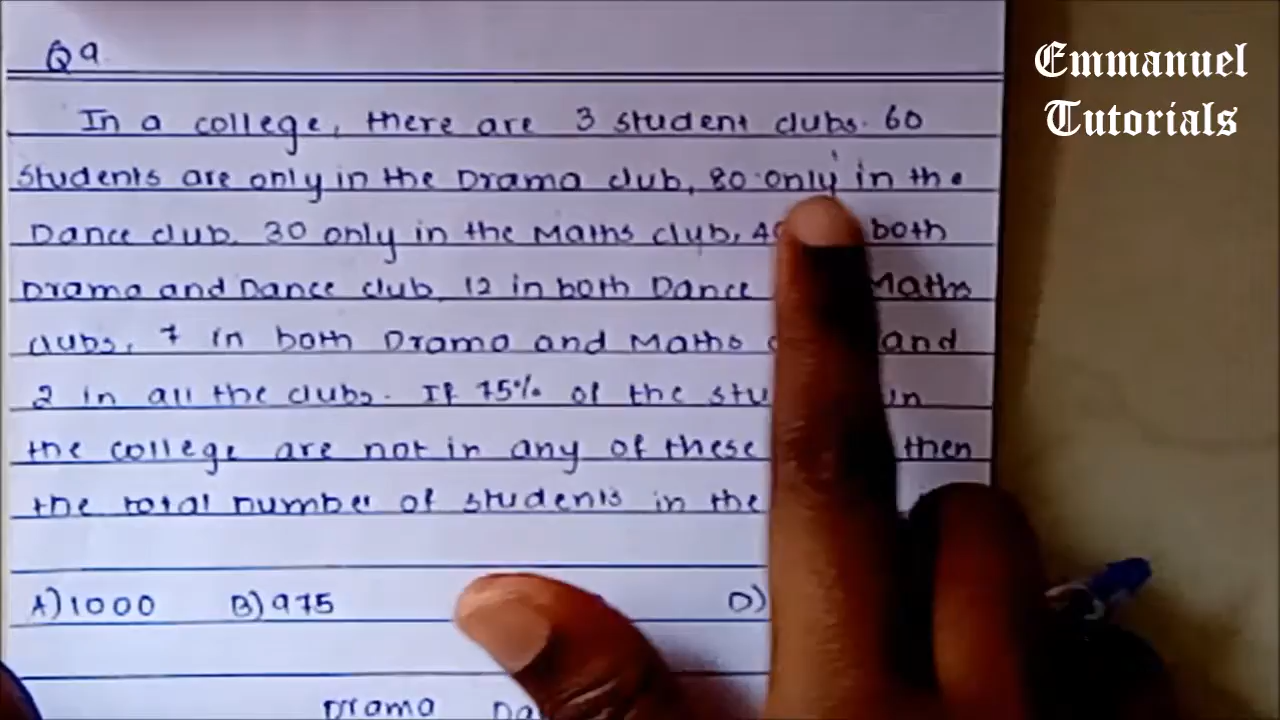 Q9.
In a college, there are 3 student clubs. 60
students are only in the Drama club, 80 only in the
Dance club, 30 only in the Maths club, both
Drama and Dance club, 12 in both Dance Maths
clubs, 7 in both Drama and Maths and
2 in all the clubs. If 75% of the in
the college are not in any of these then
the total number of students in the
A) 1000 B) 975 D)
Drama
Emmanuel
Tutorials